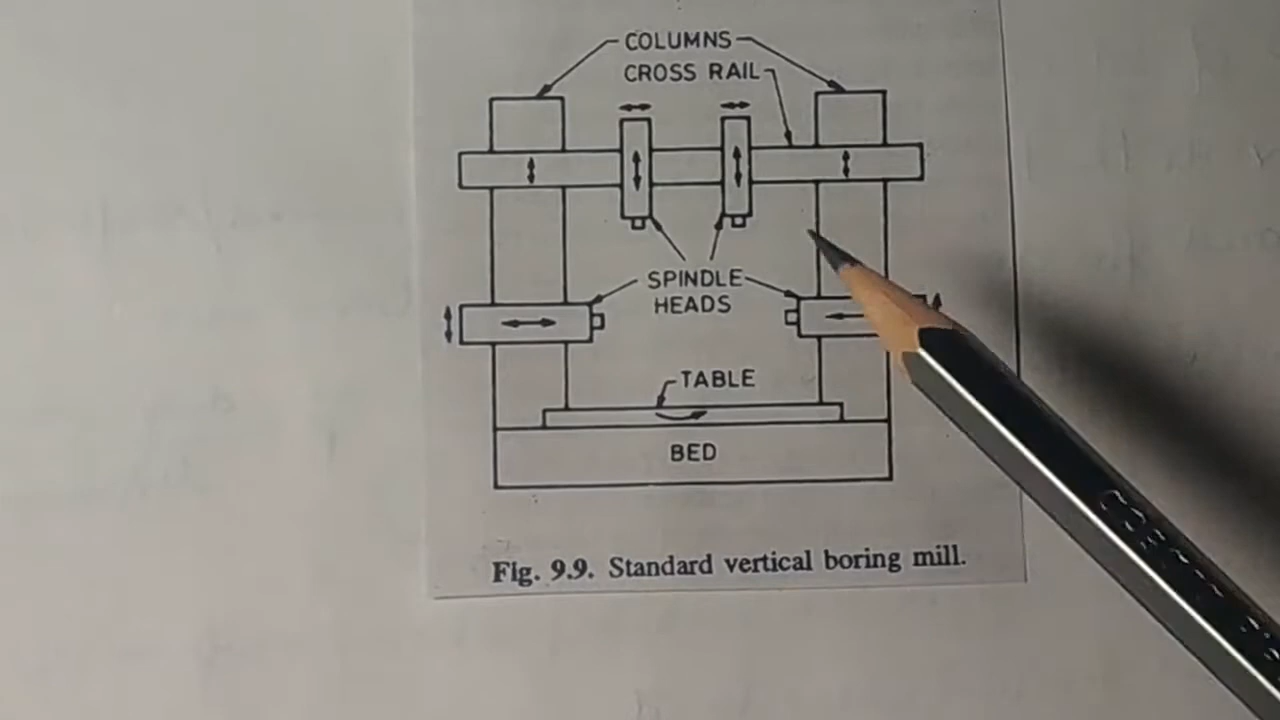 COLUMNS
CROSS RAIL
SPINDLE
HEADS
TABLE
BED
Fig. 9.9. Standard vertical boring mill.